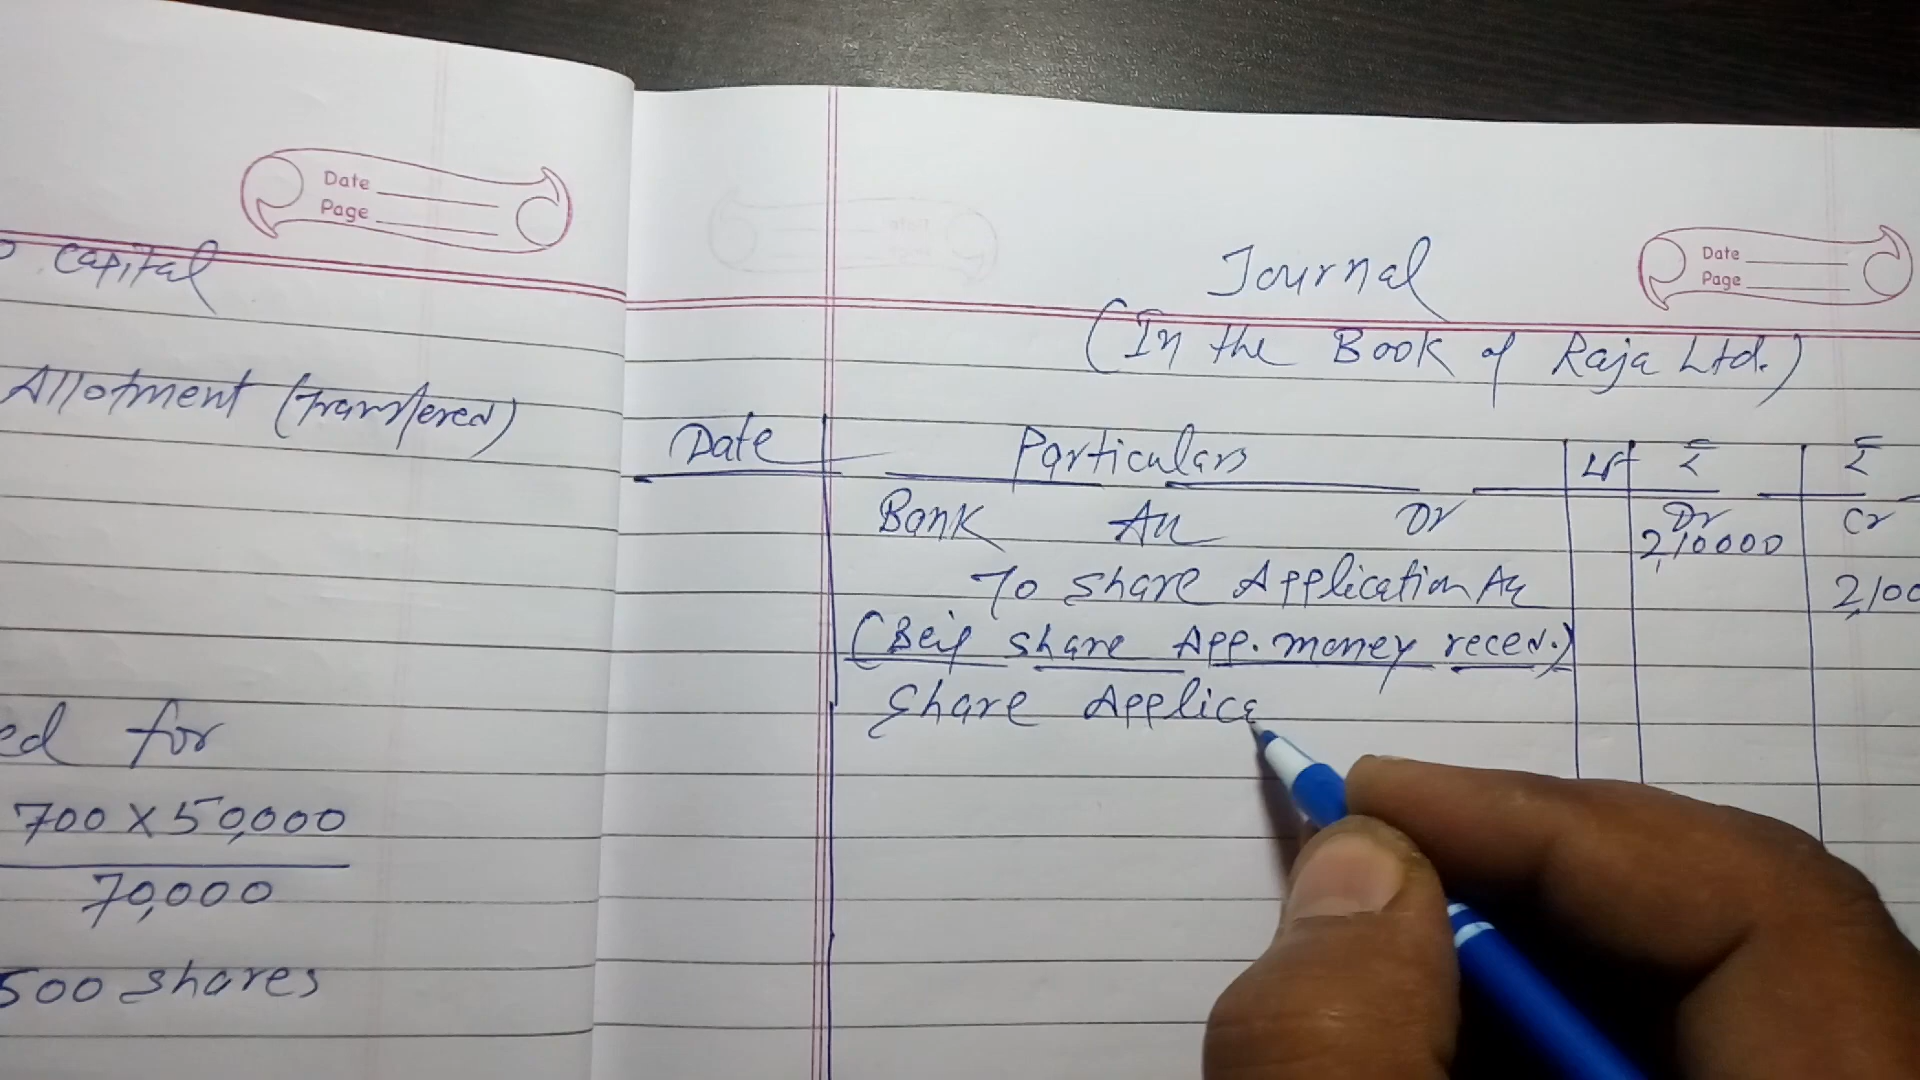 Date
Page
capital
Allotment (transfered)
ed for
700 x 50,000
70,000
500 shares
Date
Page
Journal
(In the Book of Raja Ltd.)
Date Particulars LF ₹ ₹
Bank A/c Dr Dr Cr
2,10000
To Share Application A/c 2,100
(Beig share App. money reced.)
Share Applica